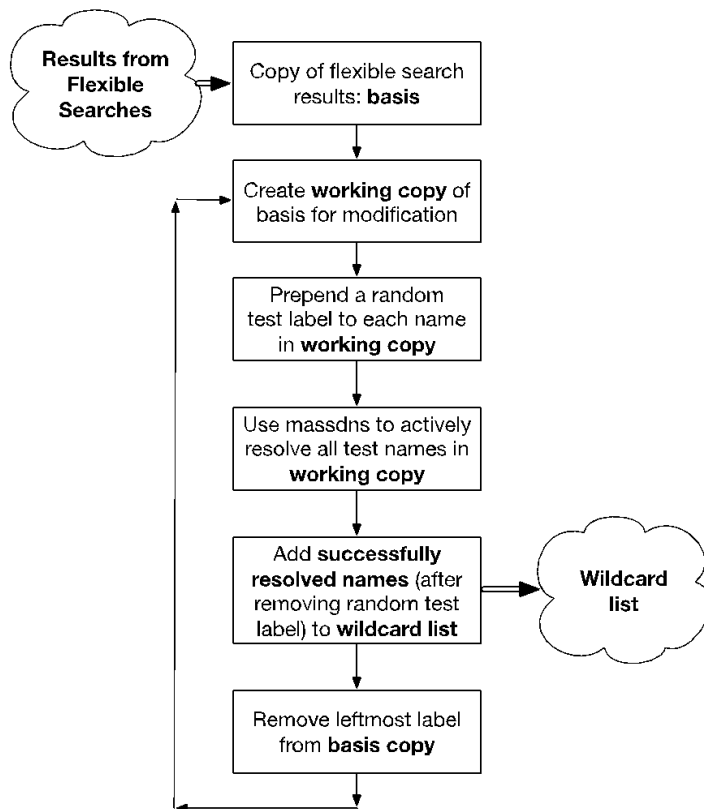 Results from
Flexible
Searches
Copy of flexible search
results: basis
Create working copy of
basis for modification
Prepend a random
test label to each name
in working copy
Use massdns to actively
resolve all test names in
working copy
Add successfully
resolved names (after
removing random test
label) to wildcard list
Wildcard
list
Remove leftmost label
from basis copy